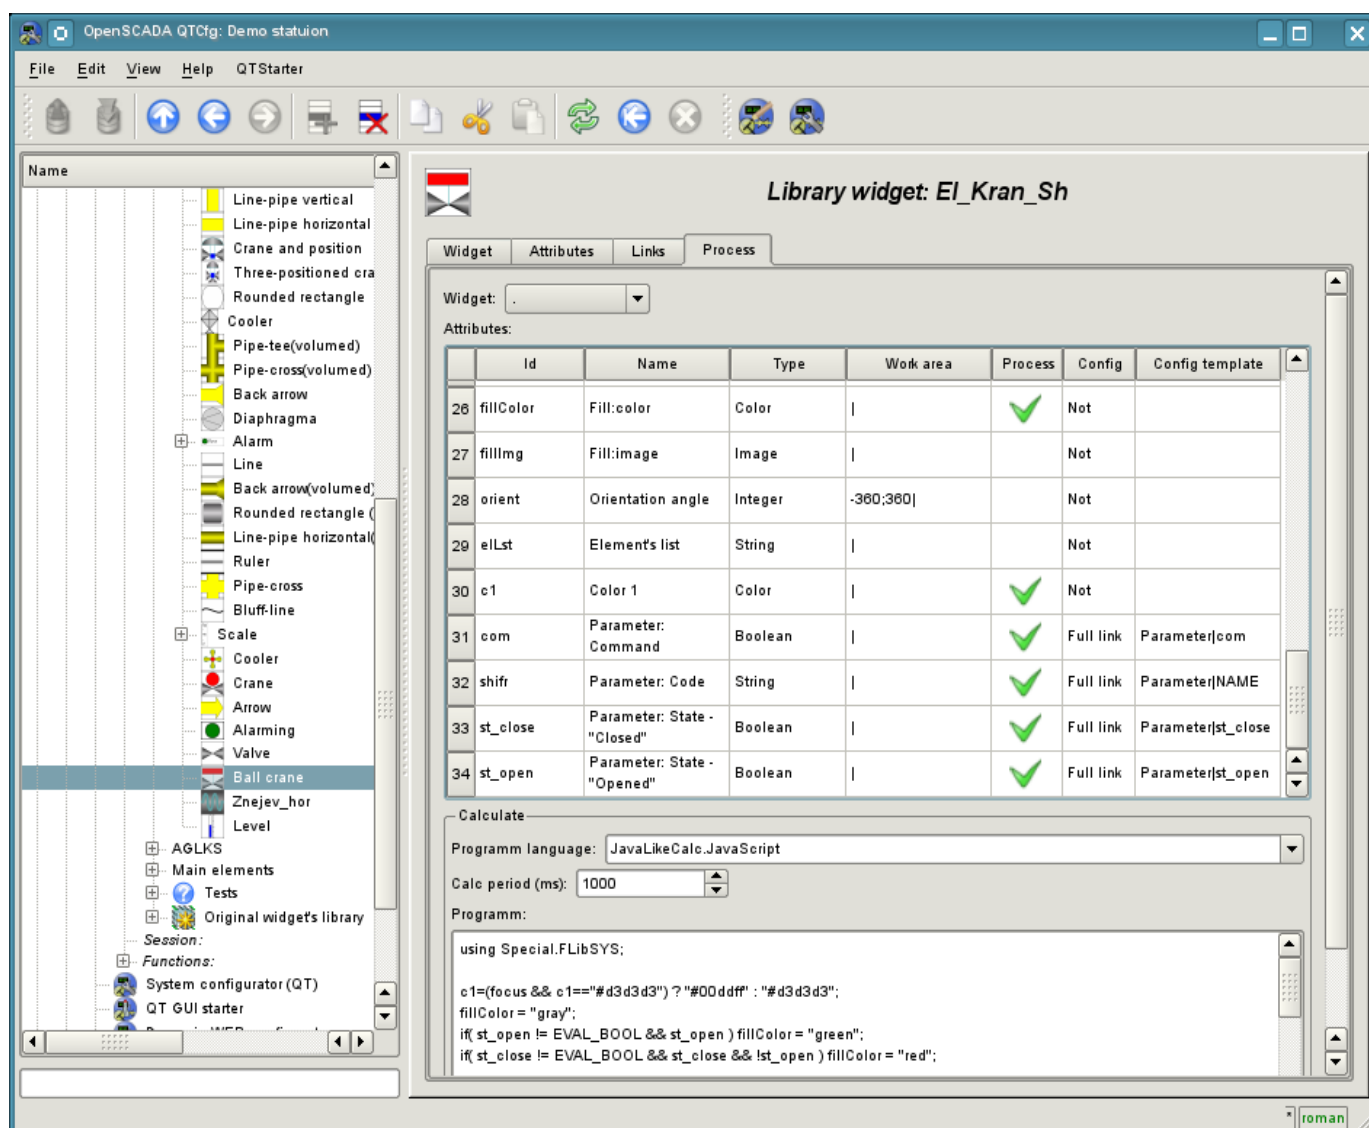 OpenSCADA QTCfg: Demo statuion
File Edit View Help QTStarter
Name
Line-pipe vertical
Line-pipe horizontal
Crane and position
Three-positioned cra
Rounded rectangle
Cooler
Pipe-tee(volumed)
Pipe-cross(volumed)
Back arrow
Diaphragma
Alarm
Line
Back arrow(volumed)
Rounded rectangle (
Line-pipe horizontal(
Ruler
Pipe-cross
Bluff-line
Scale
Cooler
Crane
Arrow
Alarming
Valve
Ball crane
Znejev_hor
Level
AGLKS
Main elements
Tests
Original widget's library
Session:
Functions:
System configurator (QT)
QT GUI starter
Library widget: El_Kran_Sh
Widget Attributes Links Process
Widget: .
Attributes:
Id Name Type Work area Process Config Config template
26 fillColor Fill:color Color | Not
27 fillImg Fill:image Image | Not
28 orient Orientation angle Integer -360;360| Not
29 elLst Element's list String | Not
30 c1 Color 1 Color | Not
31 com Parameter: Command Boolean | Full link Parameter|com
32 shifr Parameter: Code String | Full link Parameter|NAME
33 st_close Parameter: State - "Closed" Boolean | Full link Parameter|st_close
34 st_open Parameter: State - "Opened" Boolean | Full link Parameter|st_open
Calculate
Programm language: JavaLikeCalc.JavaScript
Calc period (ms): 1000
Programm:
using Special.FLibSYS;
c1=(focus && c1=="#d3d3d3") ? "#00ddff" : "#d3d3d3";
fillColor = "gray";
if( st_open != EVAL_BOOL && st_open ) fillColor = "green";
if( st_close != EVAL_BOOL && st_close && !st_open ) fillColor = "red";
* roman